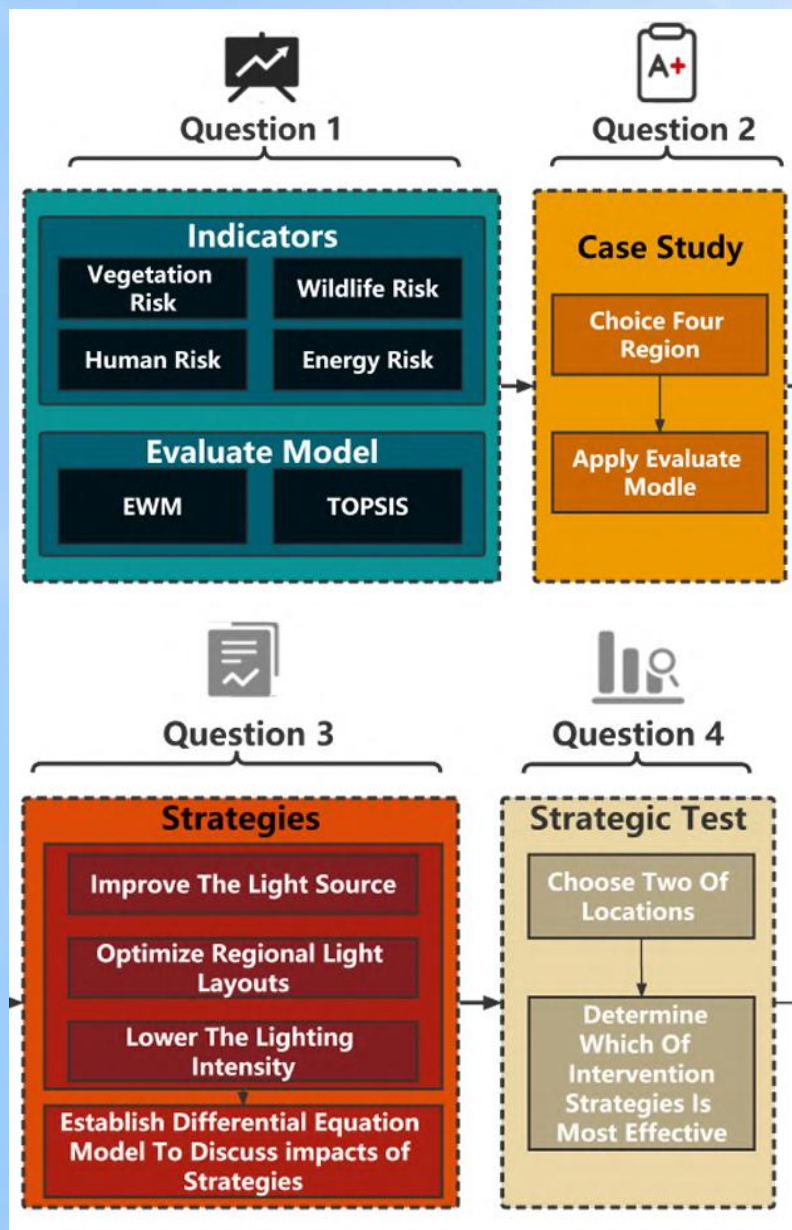 Question 1
Indicators
Vegetation
Risk
Wildlife Risk
Human Risk
Energy Risk
Evaluate Model
EWM
TOPSIS
A+
Question 2
Case Study
Choice Four
Region
Apply Evaluate
Modle
Question 3
Strategies
Improve The Light Source
Optimize Regional Light
Layouts
Lower The Lighting
Intensity
Establish Differential Equation
Model To Discuss impacts of
Strategies
Question 4
Strategic Test
Choose Two Of
Locations
Determine
Which Of
Intervention
Strategies Is
Most Effective